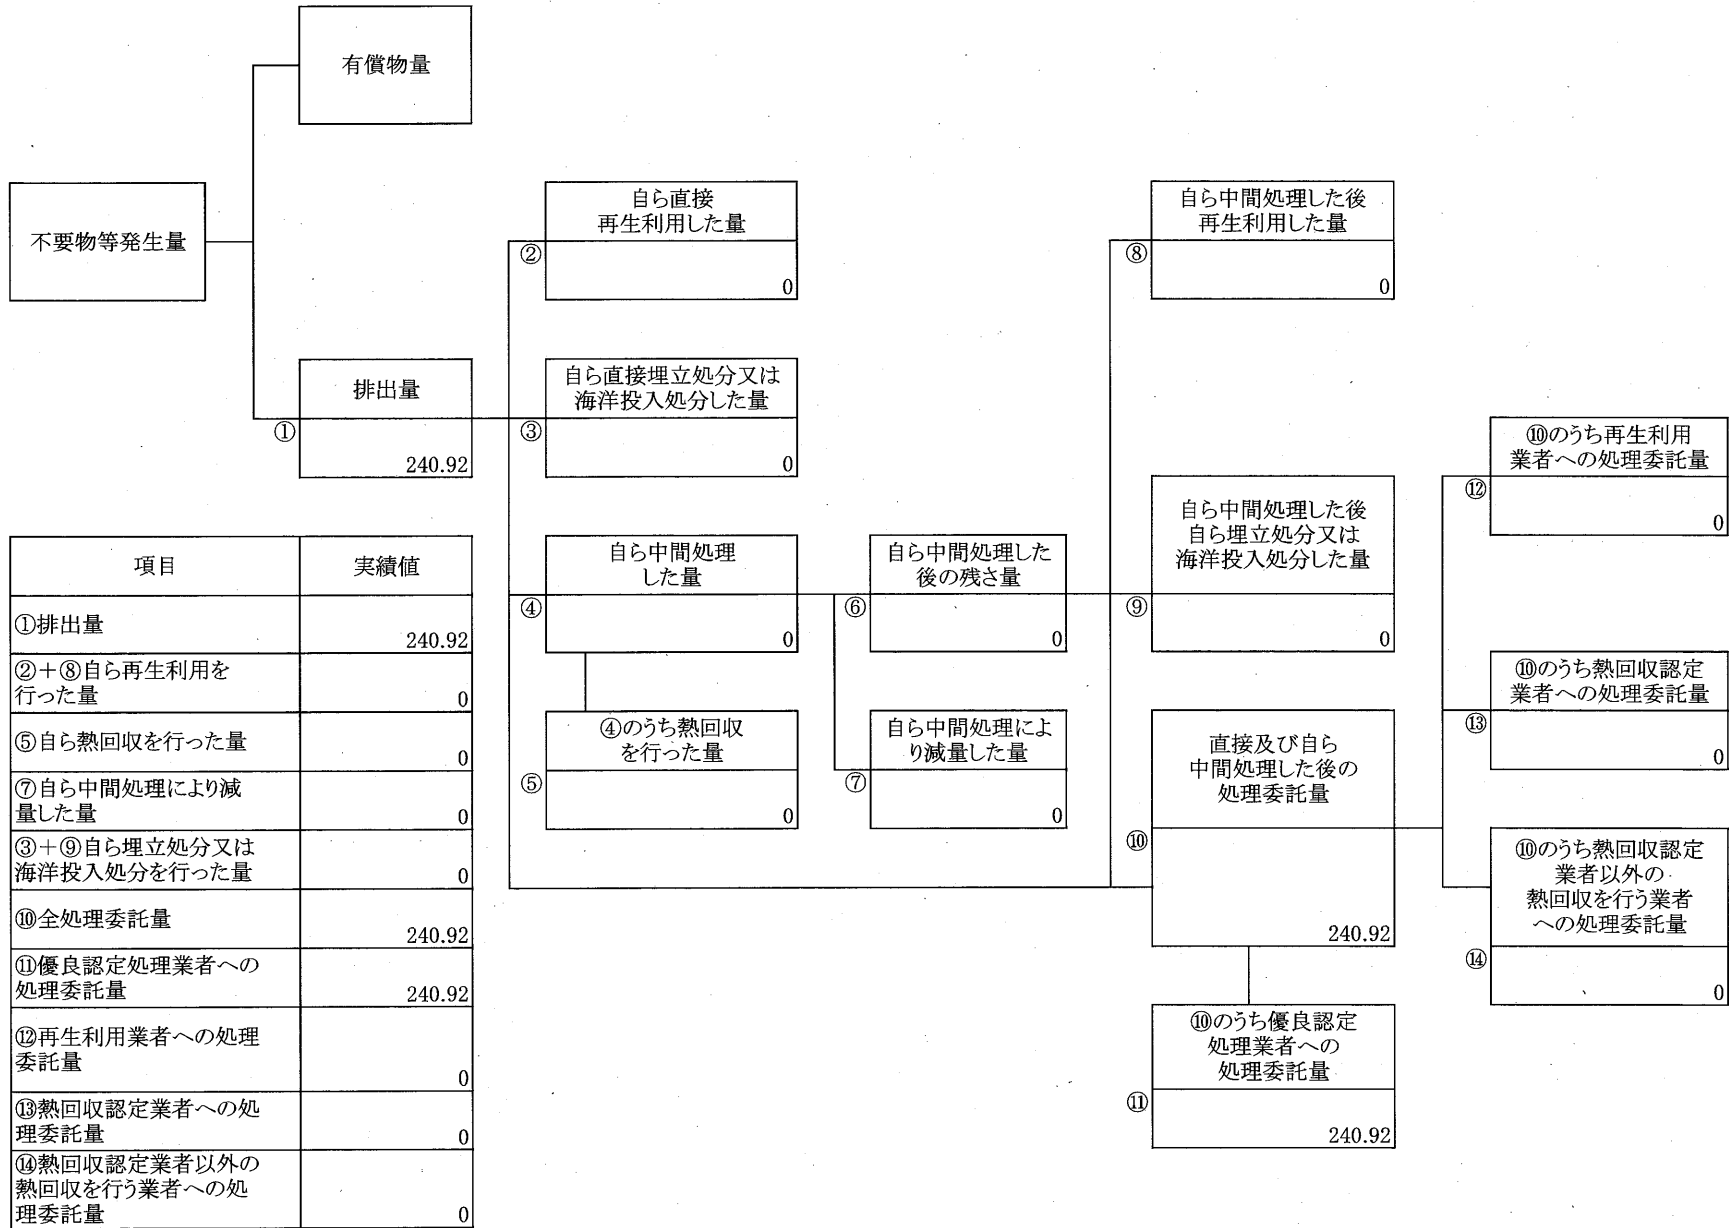 有償物量
不要物等発生量
自ら直接
再生利用した量
②
0
自ら中間処理した後
再生利用した量
⑧
0
排出量
①
240.92
自ら直接埋立処分又は
海洋投入処分した量
③
0
⑩のうち再生利用
業者への処理委託量
⑫
0
自ら中間処理した後
自ら埋立処分又は
海洋投入処分した量
⑨
0
自ら中間処理
した量
④
0
自ら中間処理した
後の残さ量
⑥
0
⑩のうち熱回収認定
業者への処理委託量
⑬
0
④のうち熱回収
を行った量
⑤
0
自ら中間処理によ
り減量した量
⑦
0
直接及び自ら
中間処理した後の
処理委託量
⑩
240.92
⑩のうち熱回収認定
業者以外の
熱回収を行う業者
への処理委託量
⑭
0
⑩のうち優良認定
処理業者への
処理委託量
⑪
240.92
項目 実績値
①排出量
240.92
②+⑧自ら再生利用を
行った量
0
⑤自ら熱回収を行った量
0
⑦自ら中間処理により減
量した量
0
③+⑨自ら埋立処分又は
海洋投入処分を行った量
0
⑩全処理委託量
240.92
⑪優良認定処理業者への
処理委託量
240.92
⑫再生利用業者への処理
委託量
0
⑬熱回収認定業者への処
理委託量
0
⑭熱回収認定業者以外の
熱回収を行う業者への処
理委託量
0